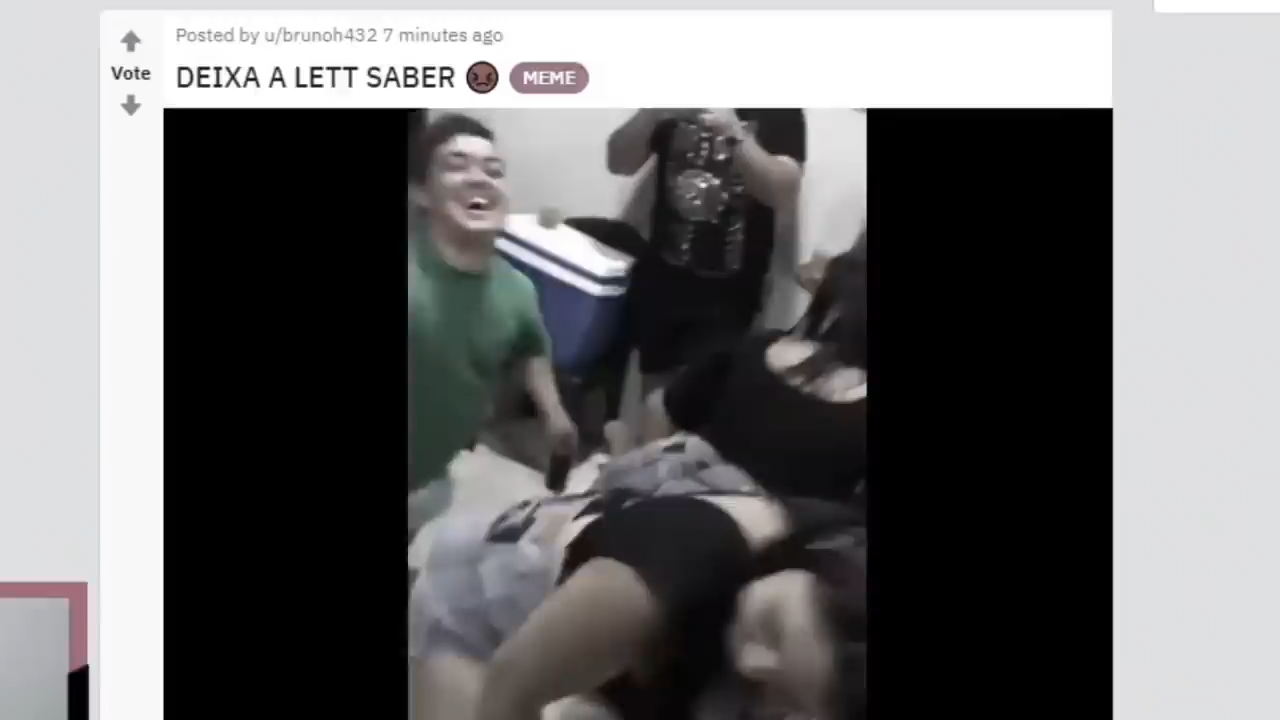 Posted by u/brunoh432 7 minutes ago
Vote
DEIXA A LETT SABER 😡 MEME